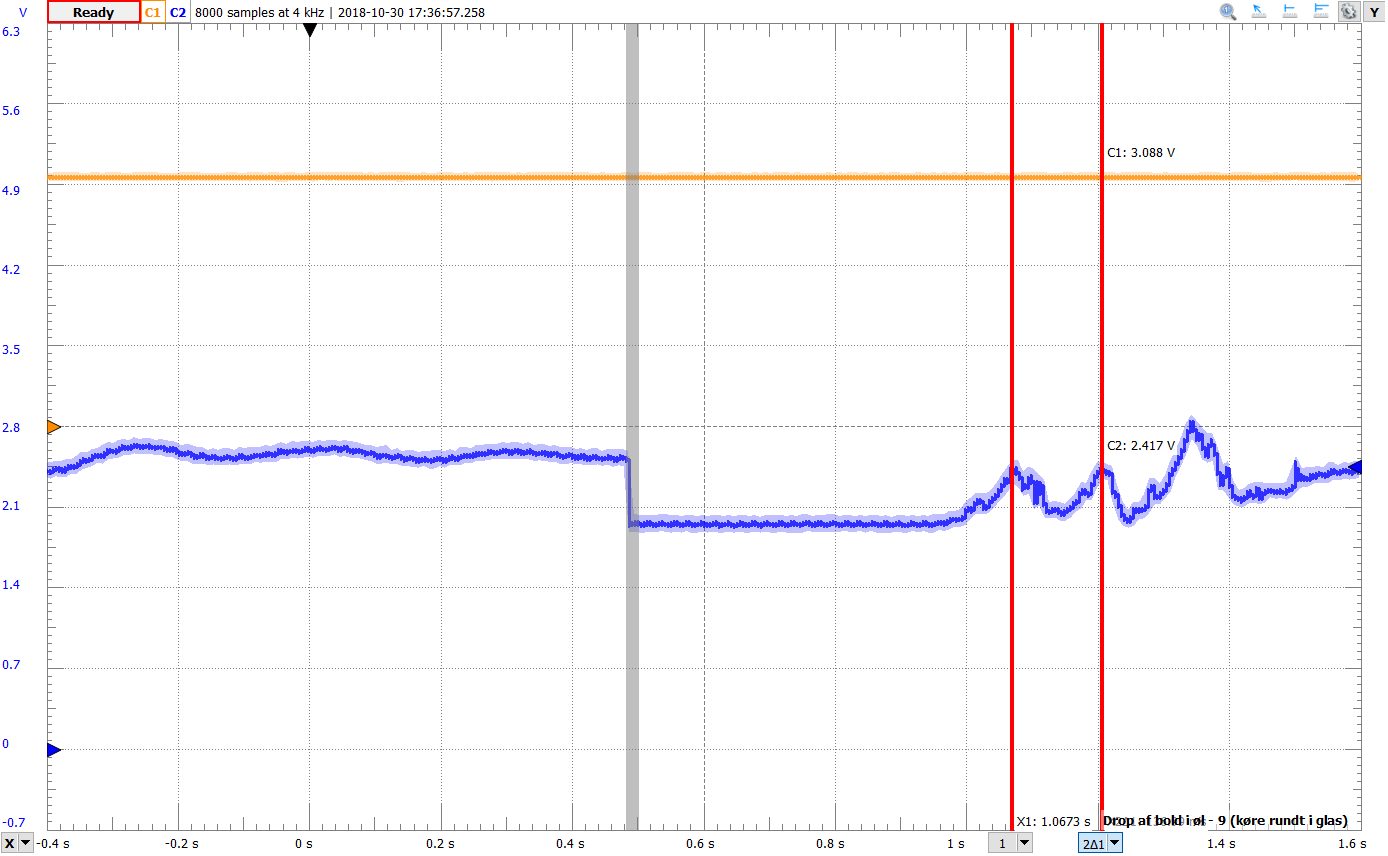 V Ready C1 C2 8000 samples at 4 kHz | 2018-10-30 17:36:57.258 Y
6.3
5.6
C1: 3.088 V
4.9
4.2
3.5
2.8
C2: 2.417 V
2.1
1.4
0.7
0
-0.7
X1: 1.0673 s Drop af bold i øl - 9 (køre rundt i glas)
X -0.4 s -0.2 s 0 s 0.2 s 0.4 s 0.6 s 0.8 s 1 s 1 2Δ1 1.4 s 1.6 s